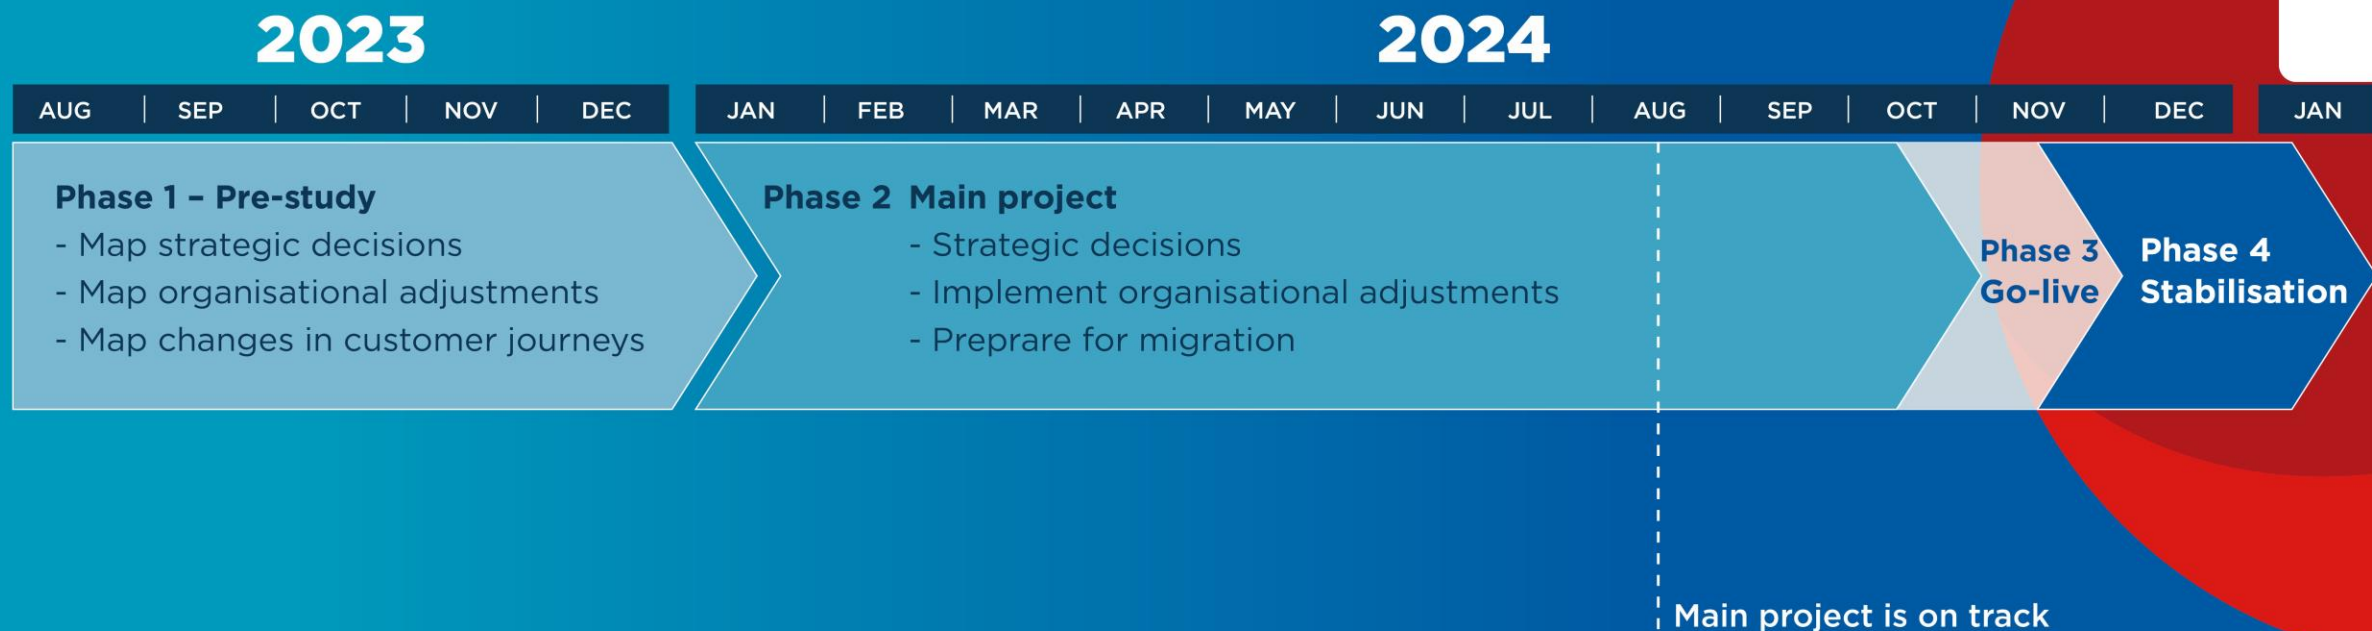 2023
2024
AUG | SEP | OCT | NOV | DEC
JAN | FEB | MAR | APR | MAY | JUN | JUL | AUG | SEP | OCT | NOV | DEC
JAN
Phase 1 – Pre-study
- Map strategic decisions
- Map organisational adjustments
- Map changes in customer journeys
Phase 2 Main project
- Strategic decisions
- Implement organisational adjustments
- Preprare for migration
Phase 3
Go-live
Phase 4
Stabilisation
Main project is on track